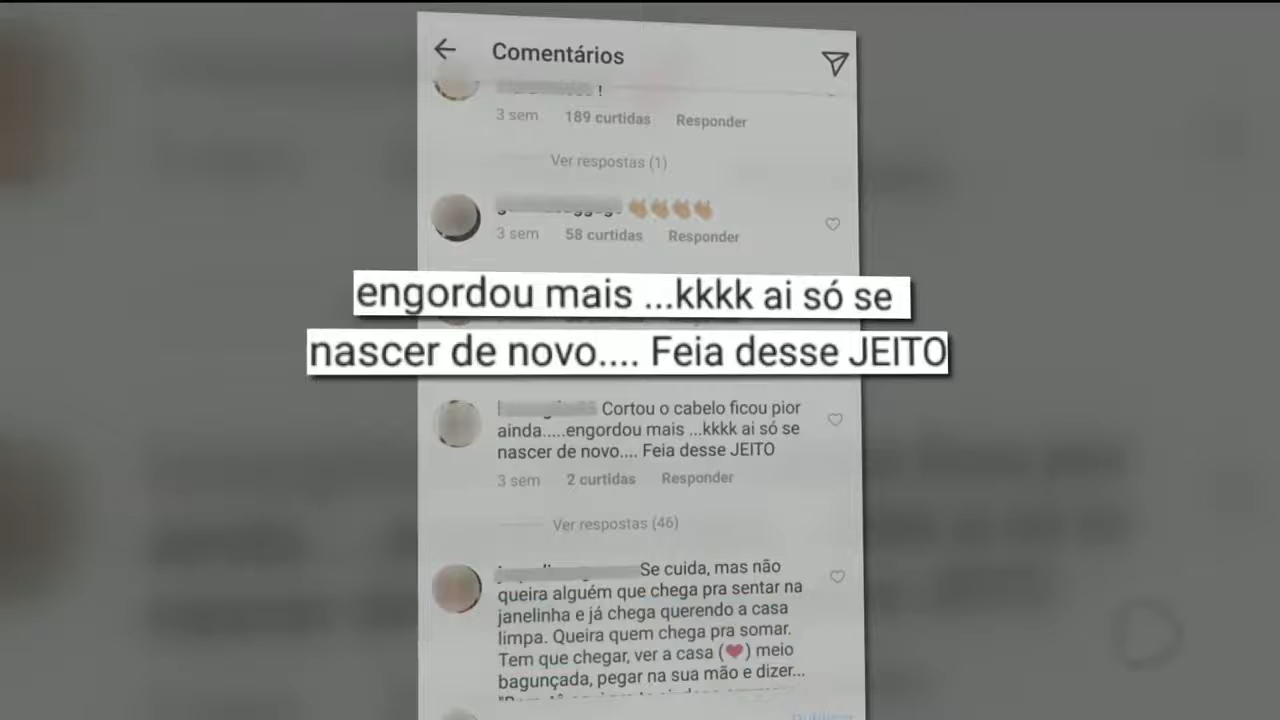 Comentários
!
3 sem 189 curtidas Responder
Ver respostas (1)
3 sem 58 curtidas Responder
engordou mais ...kkkk ai só se
nascer de novo.... Feia desse JEITO
Cortou o cabelo ficou pior
ainda.....engordou mais ...kkkk ai só se
nascer de novo.... Feia desse JEITO
3 sem 2 curtidas Responder
Ver respostas (46)
Se cuida, mas não
queira alguém que chega pra sentar na
janelinha e já chega querendo a casa
limpa. Queira quem chega pra somar.
Tem que chegar, ver a casa (❤️) meio
bagunçada, pegar na sua mão e dizer...